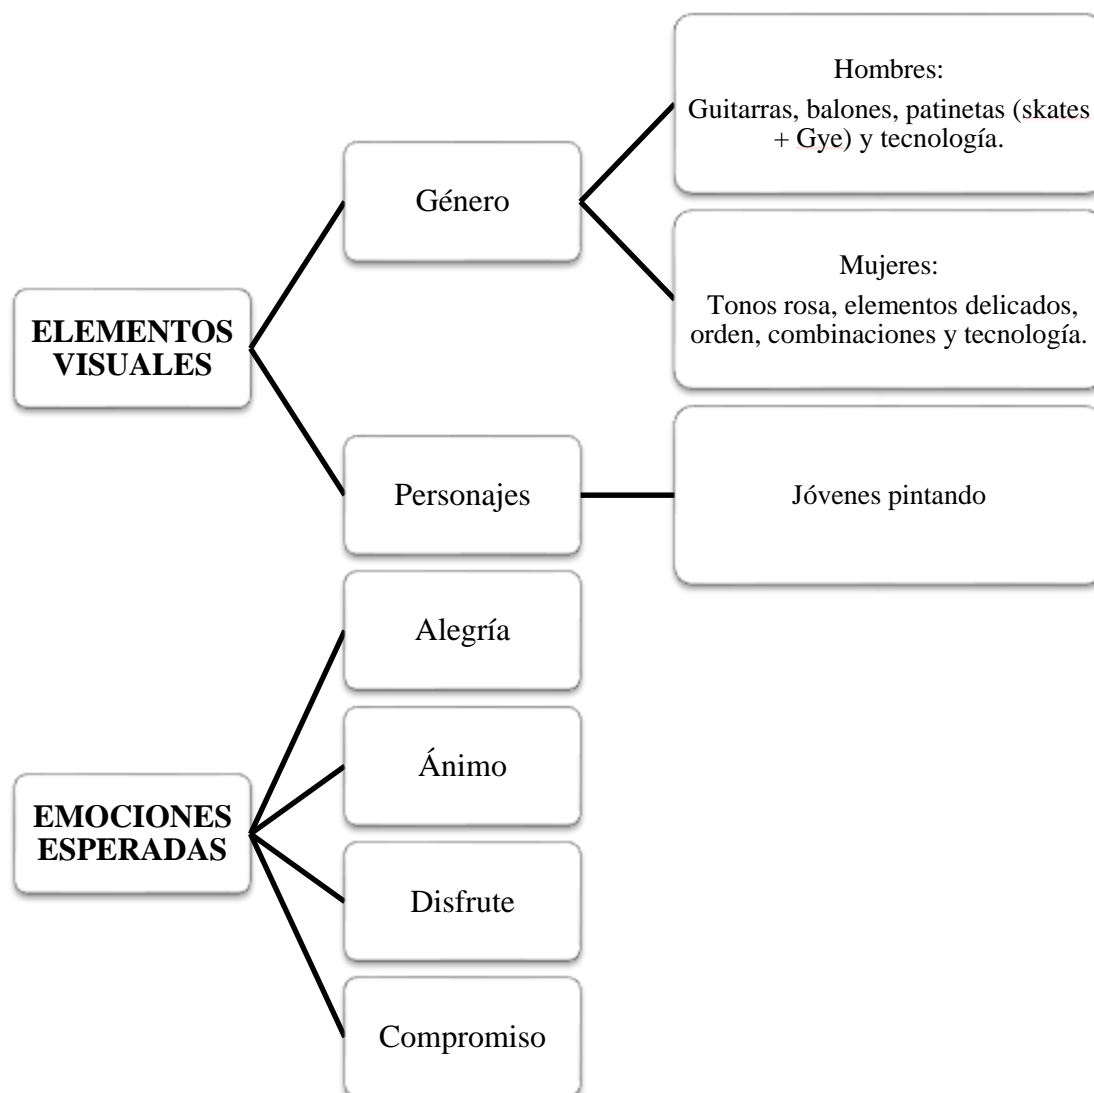 ELEMENTOS
VISUALES
Género
Hombres:
Guitarras, balones, patinetas (skates
+ Gye) y tecnología.
Mujeres:
Tonos rosa, elementos delicados,
orden, combinaciones y tecnología.
Personajes
Jóvenes pintando
EMOCIONES
ESPERADAS
Alegría
Ánimo
Disfrute
Compromiso